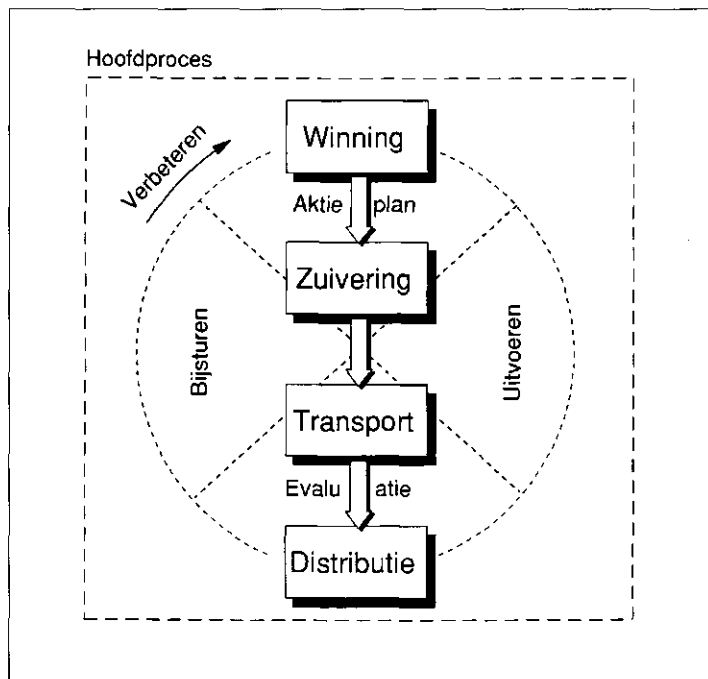 Hoofdproces
Verbeteren
Winning
Aktie plan
Zuivering
Bijsturen
Uitvoeren
Transport
Evalu atie
Distributie